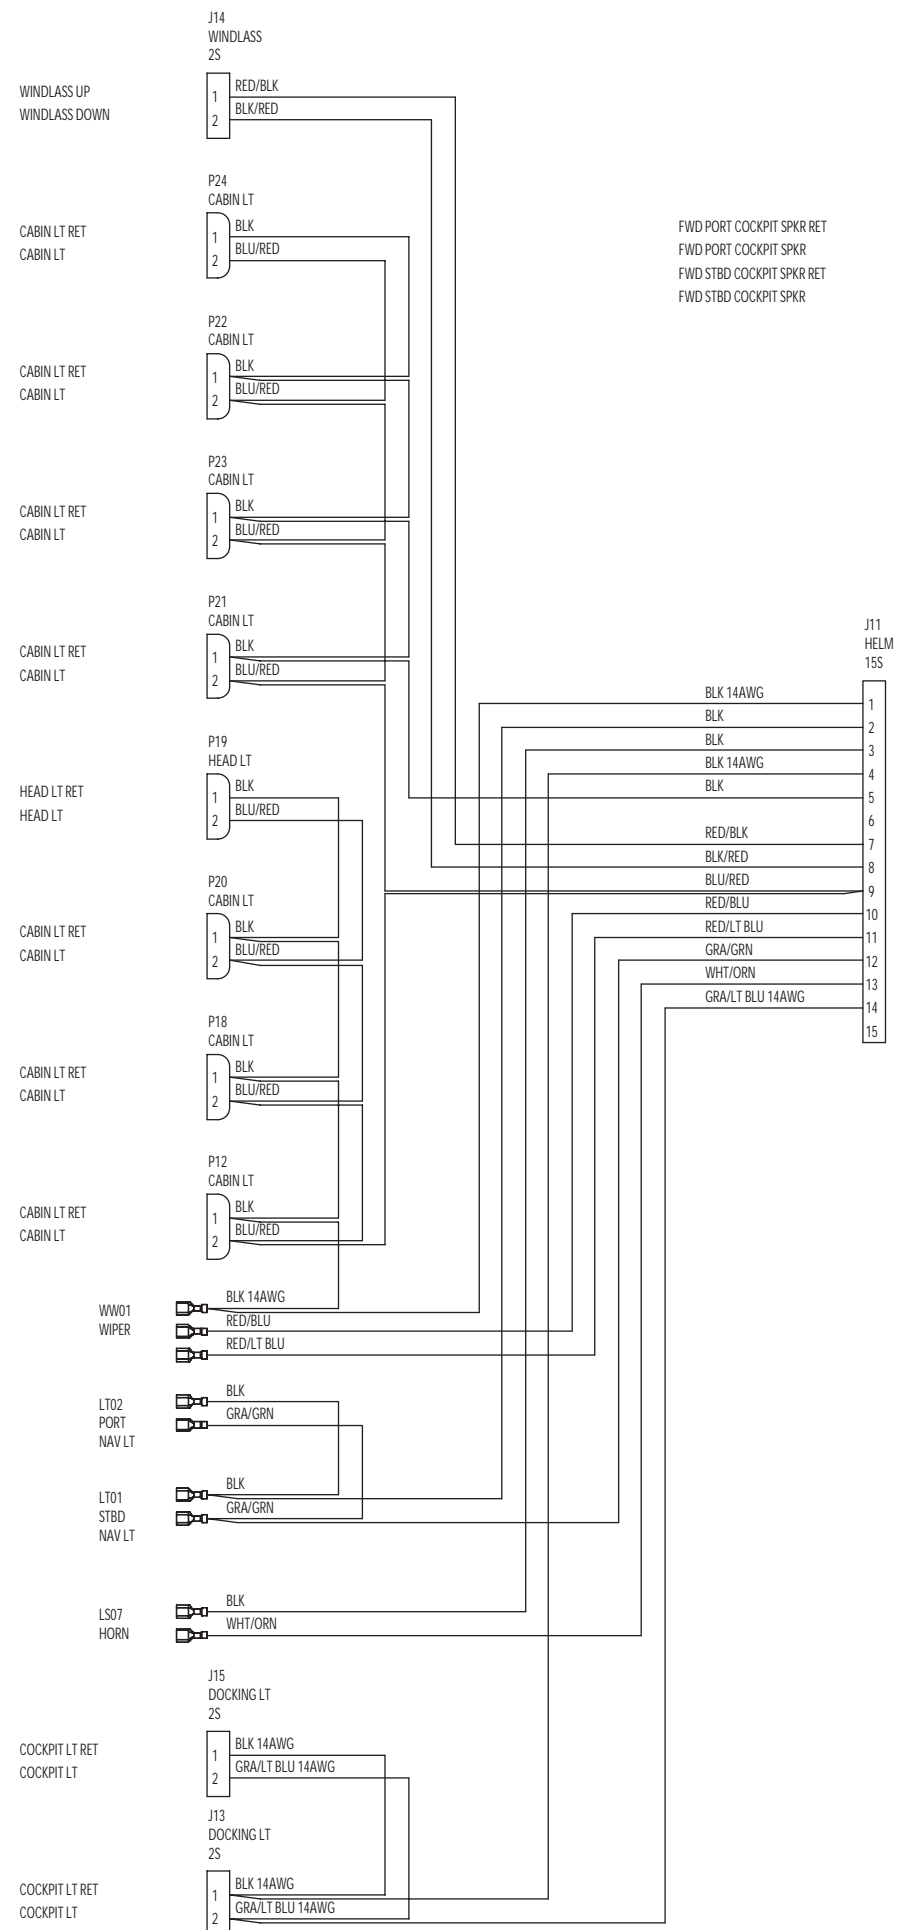 J14
WINDLASS
2S
WINDLASS UP
WINDLASS DOWN
1
2
RED/BLK
BLK/RED
P24
CABIN LT
CABIN LT RET
CABIN LT
1
2
BLK
BLU/RED
FWD PORT COCKPIT SPKR RET
FWD PORT COCKPIT SPKR
FWD STBD COCKPIT SPKR RET
FWD STBD COCKPIT SPKR
P22
CABIN LT
CABIN LT RET
CABIN LT
1
2
BLK
BLU/RED
P23
CABIN LT
CABIN LT RET
CABIN LT
1
2
BLK
BLU/RED
P21
CABIN LT
CABIN LT RET
CABIN LT
1
2
BLK
BLU/RED
P19
HEAD LT
HEAD LT RET
HEAD LT
1
2
BLK
BLU/RED
P20
CABIN LT
CABIN LT RET
CABIN LT
1
2
BLK
BLU/RED
P18
CABIN LT
CABIN LT RET
CABIN LT
1
2
BLK
BLU/RED
P12
CABIN LT
CABIN LT RET
CABIN LT
1
2
BLK
BLU/RED
WW01
WIPER
BLK 14AWG
RED/BLU
RED/LT BLU
LT02
PORT
NAV LT
BLK
GRA/GRN
LT01
STBD
NAV LT
BLK
GRA/GRN
LS07
HORN
BLK
WHT/ORN
J15
DOCKING LT
2S
COCKPIT LT RET
COCKPIT LT
1
2
BLK 14AWG
GRA/LT BLU 14AWG
J13
DOCKING LT
2S
COCKPIT LT RET
COCKPIT LT
1
2
BLK 14AWG
GRA/LT BLU 14AWG
J11
HELM
15S
BLK 14AWG 1
BLK 2
BLK 3
BLK 14AWG 4
BLK 5
6
RED/BLK 7
BLK/RED 8
BLU/RED 9
RED/BLU 10
RED/LT BLU 11
GRA/GRN 12
WHT/ORN 13
GRA/LT BLU 14AWG 14
15